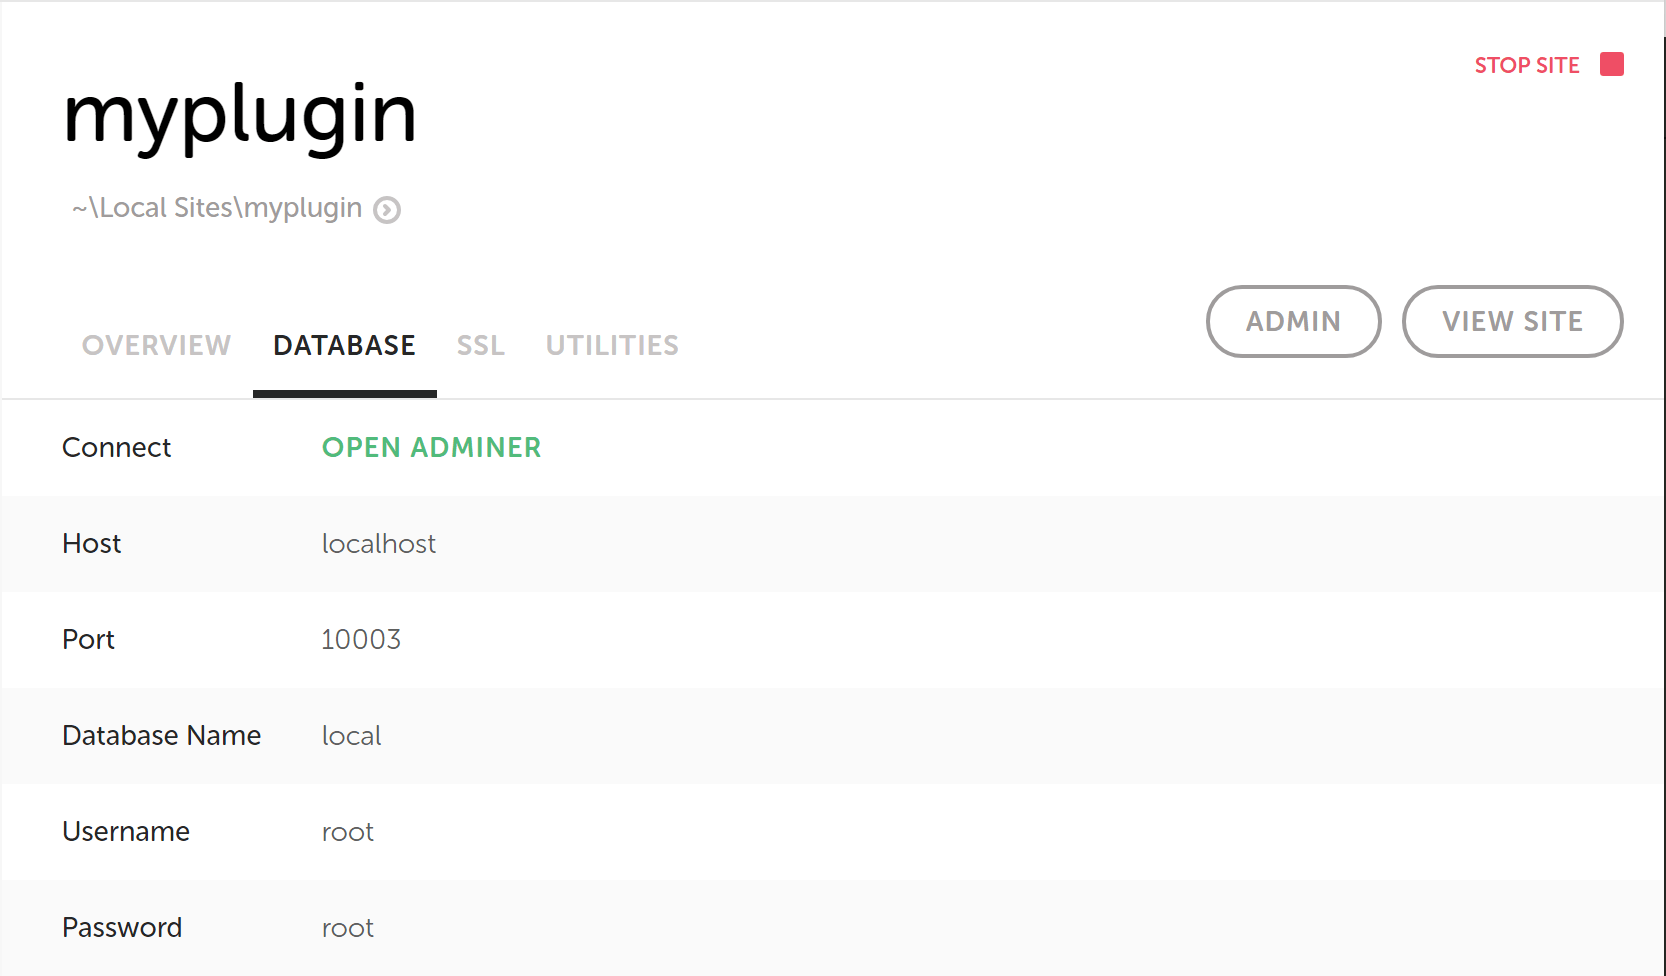 STOP SITE
myplugin
~\Local Sites\myplugin
OVERVIEW DATABASE SSL UTILITIES
ADMIN VIEW SITE
Connect OPEN ADMINER
Host localhost
Port 10003
Database Name local
Username root
Password root